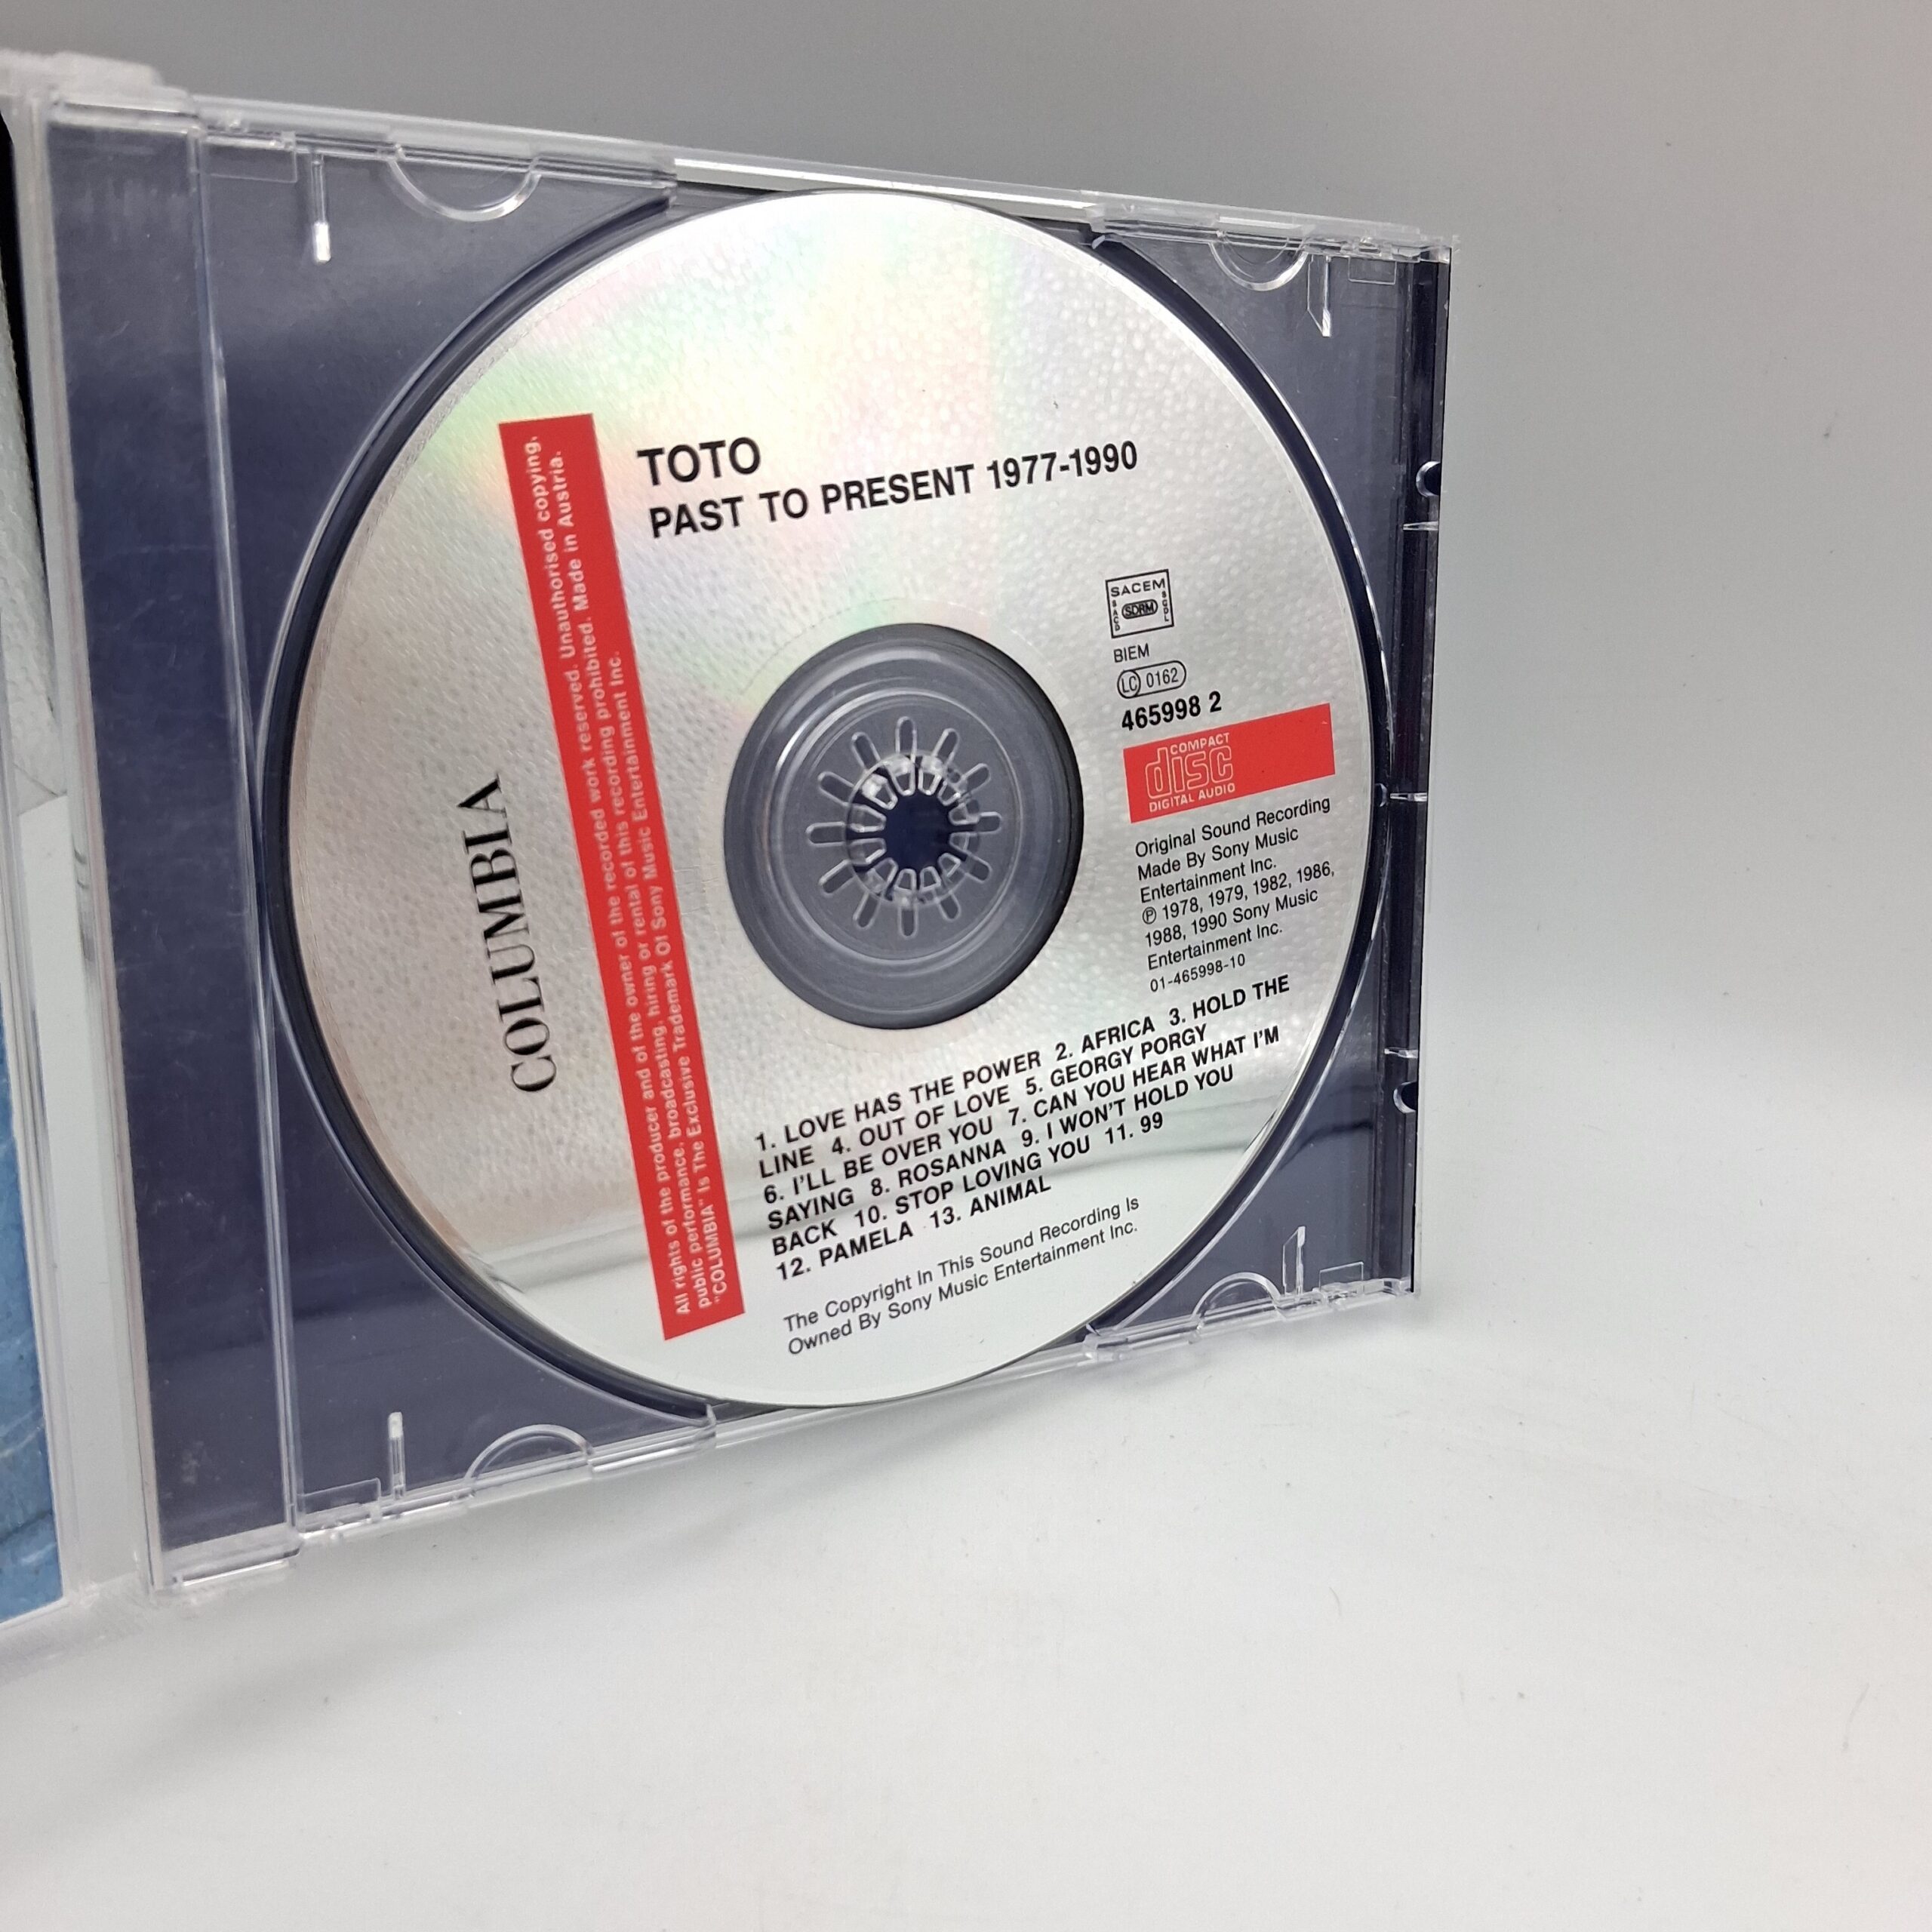 TOTO
PAST TO PRESENT 1977-1990
SACEM
SACD
SDRM
SGDL
BIEM
LC 0162
465998 2
COMPACT
disc
DIGITAL AUDIO
Original Sound Recording
Made By Sony Music
Entertainment Inc.
℗ 1978, 1979, 1982, 1986,
1988, 1990 Sony Music
Entertainment Inc.
01-465998-10
COLUMBIA
All rights of the producer and of the owner of the recorded work reserved. Unauthorised copying,
public performance, broadcasting, hiring or rental of this recording prohibited. Made in Austria.
"COLUMBIA" Is The Exclusive Trademark Of Sony Music Entertainment Inc.
1. LOVE HAS THE POWER 2. AFRICA 3. HOLD THE
LINE 4. OUT OF LOVE 5. GEORGY PORGY
6. I'LL BE OVER YOU 7. CAN YOU HEAR WHAT I'M
SAYING 8. ROSANNA 9. I WON'T HOLD YOU
BACK 10. STOP LOVING YOU 11. 99
12. PAMELA 13. ANIMAL
The Copyright In This Sound Recording Is
Owned By Sony Music Entertainment Inc.